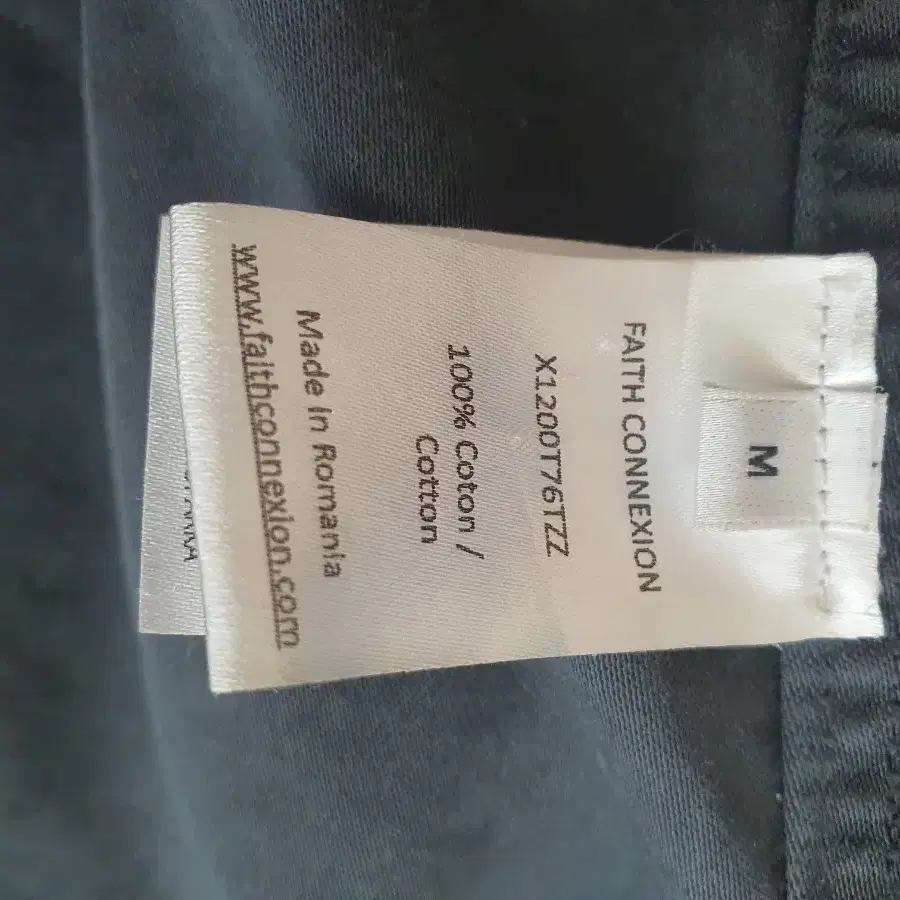 M
FAITH CONNEXION
X1200T76TZZ
100% Coton /
Cotton
Made In Romania
www.faithconnexion.com